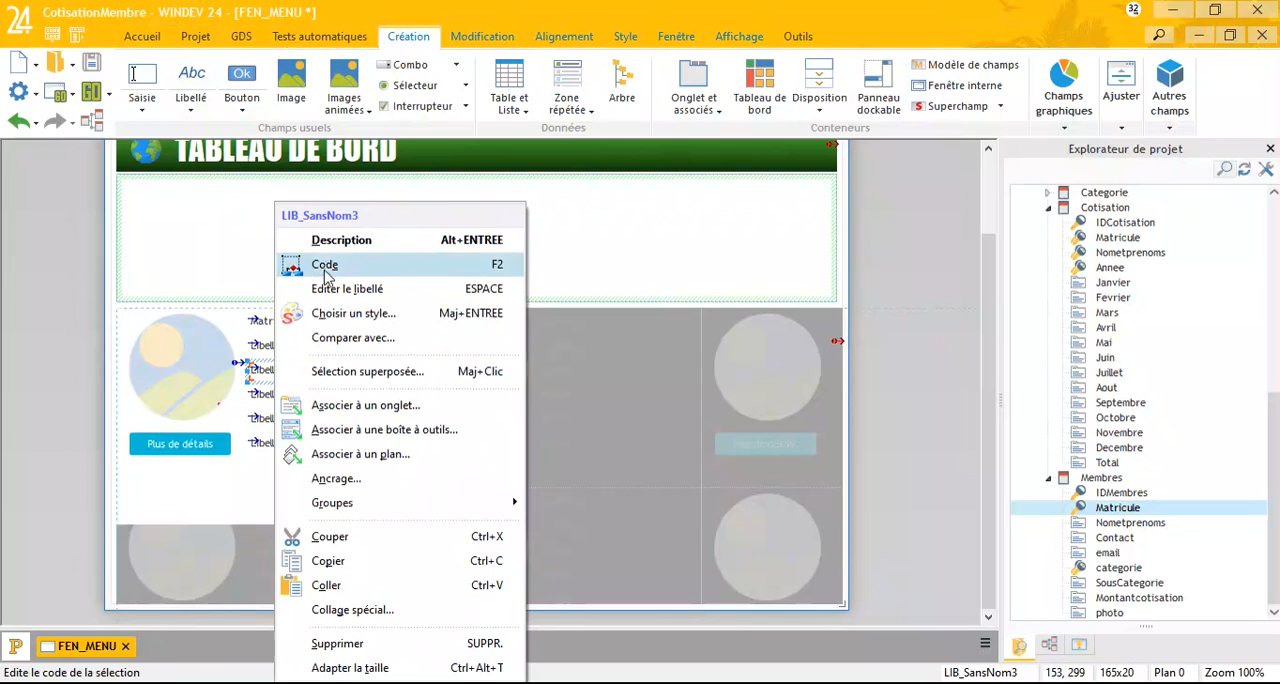 24
CotisationMembre - WINDEV 24 - [FEN_MENU *]
32
Accueil Projet GDS Tests automatiques Création Modification Alignement Style Fenêtre Affichage Outils
Saisie
Abc
Libellé
Ok
Bouton
Image
Images
animées
Combo
Sélecteur
Interrupteur
Champs usuels
Table et
Liste
Zone
répétée
Arbre
Données
Onglet et
associés
Tableau de
bord
Disposition
Panneau
dockable
Modèle de champs
Fenêtre interne
Superchamp
Conteneurs
Champs
graphiques
Ajuster
Autres
champs
GO
TABLEAU DE BORD
Matr
Libell
Libell
Libell
Libell
Libell
Plus de détails
LIB_SansNom3
Description Alt+ENTREE
Code F2
Editer le libellé ESPACE
Choisir un style... Maj+ENTREE
Comparer avec...
Sélection superposée... Maj+Clic
Associer à un onglet...
Associer à une boîte à outils...
Associer à un plan...
Ancrage...
Groupes
Couper Ctrl+X
Copier Ctrl+C
Coller Ctrl+V
Collage spécial...
Supprimer SUPPR.
Adapter la taille Ctrl+Alt+T
Explorateur de projet
Categorie
Cotisation
IDCotisation
Matricule
Nometprenoms
Annee
Janvier
Fevrier
Mars
Avril
Mai
Juin
Juillet
Aout
Septembre
Octobre
Novembre
Decembre
Total
Membres
IDMembres
Matricule
Nometprenoms
Contact
email
categorie
SousCategorie
Montantcotisation
photo
P
FEN_MENU
Edite le code de la sélection
LIB_SansNom3 153, 299 165x20 Plan 0 Zoom 100%